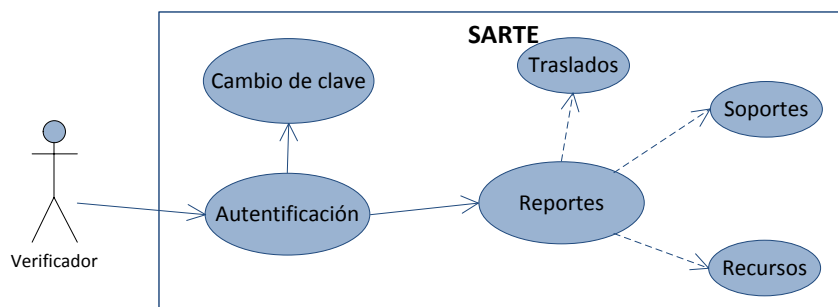 SARTE
Cambio de clave
Traslados
Soportes
Autentificación
Reportes
Verificador
Recursos